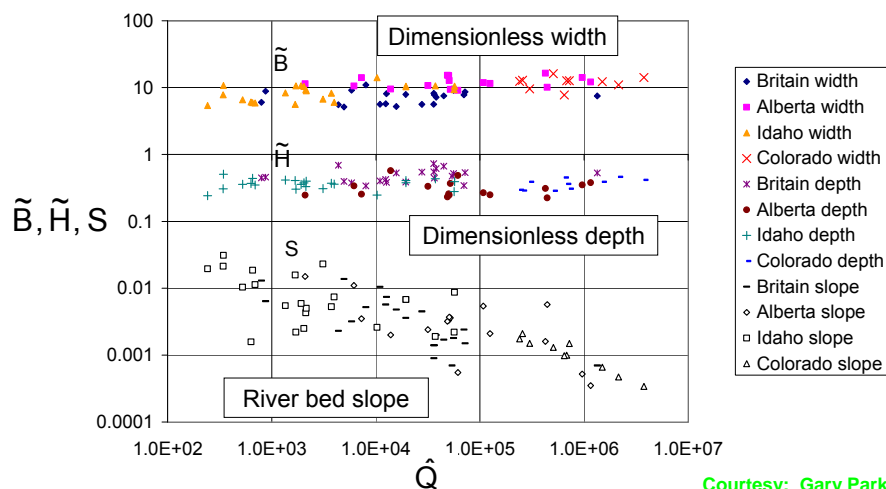 100
10
1
0.1
0.01
0.001
0.0001
B̃, H̃, S
Dimensionless width
B̃
H̃
Dimensionless depth
S
River bed slope
1.0E+02 1.0E+03 1.0E+04 1.0E+05 1.0E+06 1.0E+07
Q̂
Britain width
Alberta width
Idaho width
Colorado width
Britain depth
Alberta depth
Idaho depth
Colorado depth
Britain slope
Alberta slope
Idaho slope
Colorado slope
Courtesy: Gary Park